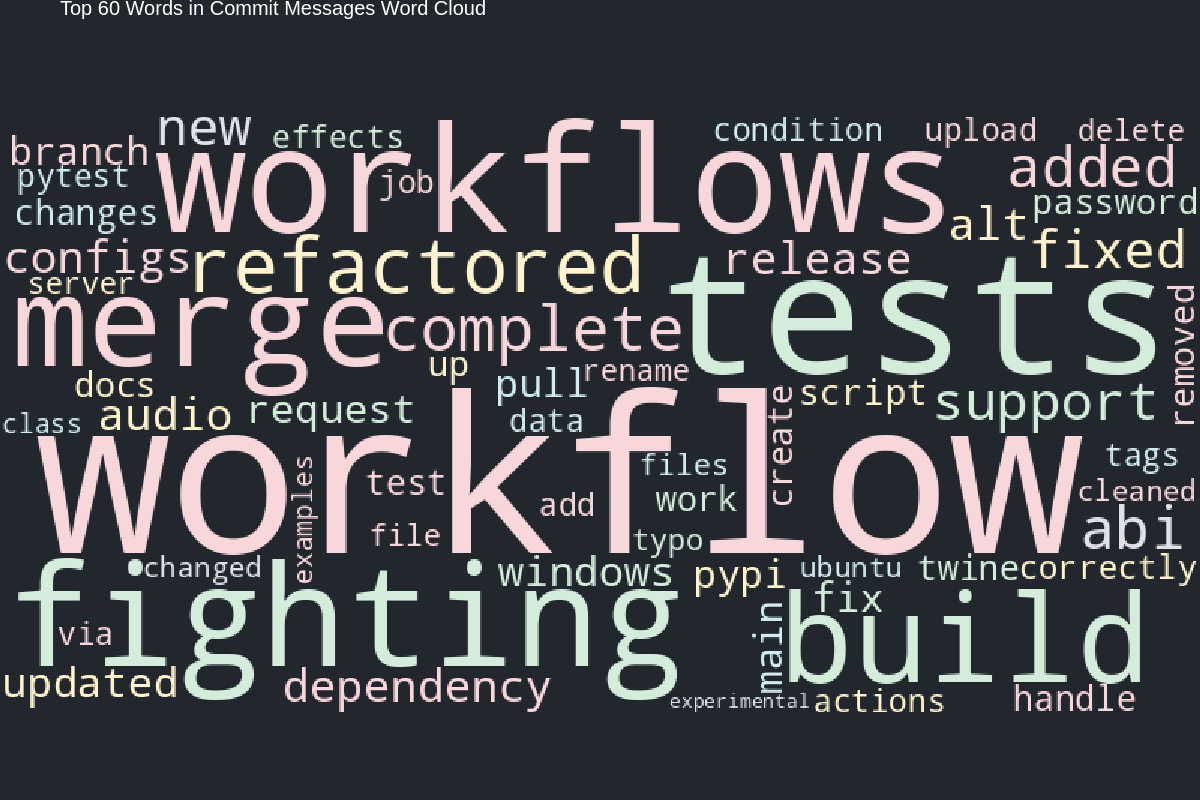 Top 60 Words in Commit Messages Word Cloud
new
effects
condition
upload
delete
branch
workflows
added
pytest
job
changes
password
alt
configs
refactored
release
fixed
server
tests
merge
complete
removed
up
rename
docs
pull
script
support
class
audio
request
data
create
workflow
examples
test
files
tags
add
work
cleaned
file
typo
abi
changed
windows
pypi
ubuntu
twine
correctly
fighting
fix
main
build
via
updated
dependency
experimental
actions
handle